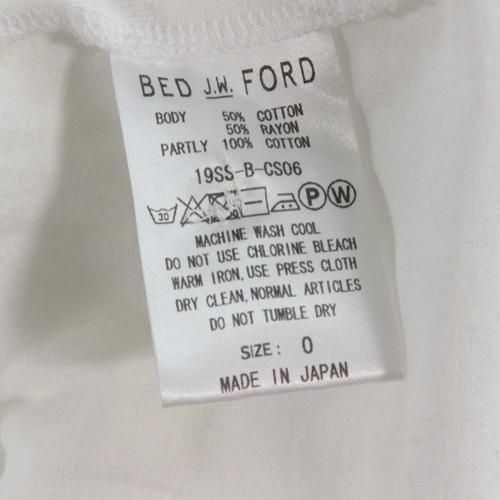 BED J.W. FORD
BODY 50% COTTON
50% RAYON
PARTLY 100% COTTON
19SS-B-CS06
30 P W
MACHINE WASH COOL
DO NOT USE CHLORINE BLEACH
WARM IRON, USE PRESS CLOTH
DRY CLEAN, NORMAL ARTICLES
DO NOT TUMBLE DRY
SIZE: 0
MADE IN JAPAN